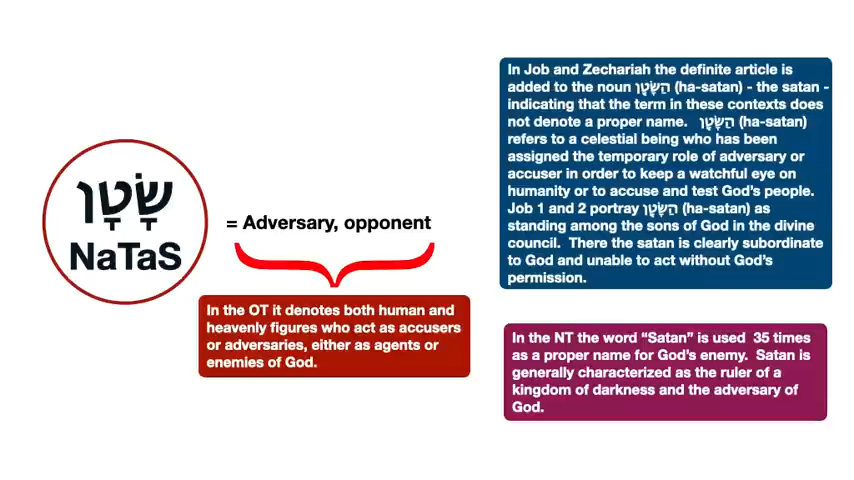 שָׂטָן
NaTaS
= Adversary, opponent
In the OT it denotes both human and
heavenly figures who act as accusers
or adversaries, either as agents or
enemies of God.
In Job and Zechariah the definite article is
added to the noun הַשָּׂטָן (ha-satan) - the satan -
indicating that the term in these contexts does
not denote a proper name. הַשָּׂטָן (ha-satan)
refers to a celestial being who has been
assigned the temporary role of adversary or
accuser in order to keep a watchful eye on
humanity or to accuse and test God’s people.
Job 1 and 2 portray הַשָּׂטָן (ha-satan) as
standing among the sons of God in the divine
council. There the satan is clearly subordinate
to God and unable to act without God’s
permission.
In the NT the word “Satan” is used 35 times
as a proper name for God’s enemy. Satan is
generally characterized as the ruler of a
kingdom of darkness and the adversary of
God.